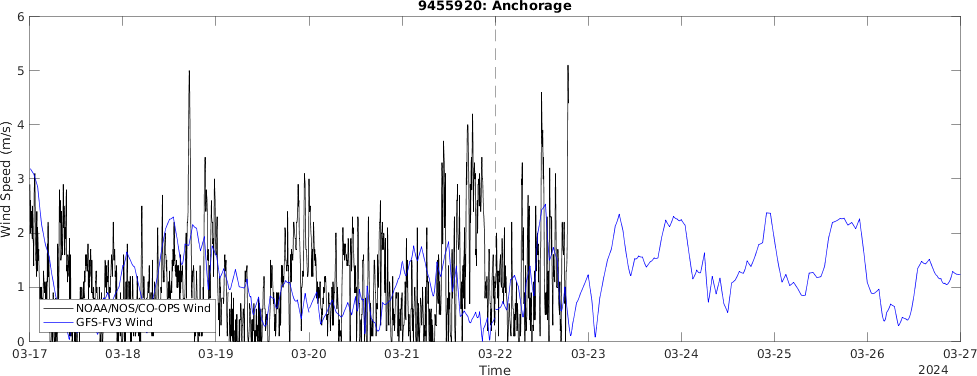 9455920: Anchorage
6
5
4
3
2
1
0
Wind Speed (m/s)
NOAA/NOS/CO-OPS Wind
GFS-FV3 Wind
03-17 03-18 03-19 03-20 03-21 03-22 03-23 03-24 03-25 03-26 03-27
Time
2024